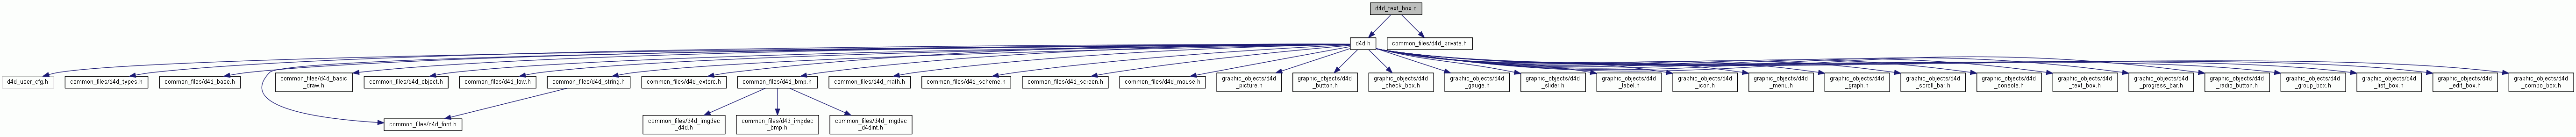 d4d_text_box.c
d4d.h
common_files/d4d_private.h
d4d_user_cfg.h
common_files/d4d_types.h
common_files/d4d_base.h
common_files/d4d_basic
_draw.h
common_files/d4d_object.h
common_files/d4d_low.h
common_files/d4d_string.h
common_files/d4d_extsrc.h
common_files/d4d_bmp.h
common_files/d4d_math.h
common_files/d4d_scheme.h
common_files/d4d_screen.h
common_files/d4d_mouse.h
graphic_objects/d4d
_picture.h
graphic_objects/d4d
_button.h
graphic_objects/d4d
_check_box.h
graphic_objects/d4d
_gauge.h
graphic_objects/d4d
_slider.h
graphic_objects/d4d
_label.h
graphic_objects/d4d
_icon.h
graphic_objects/d4d
_menu.h
graphic_objects/d4d
_graph.h
graphic_objects/d4d
_scroll_bar.h
graphic_objects/d4d
_console.h
graphic_objects/d4d
_text_box.h
graphic_objects/d4d
_progress_bar.h
graphic_objects/d4d
_radio_button.h
graphic_objects/d4d
_group_box.h
graphic_objects/d4d
_list_box.h
graphic_objects/d4d
_edit_box.h
graphic_objects/d4d
_combo_box.h
common_files/d4d_font.h
common_files/d4d_imgdec
_d4d.h
common_files/d4d_imgdec
_bmp.h
common_files/d4d_imgdec
_d4dint.h